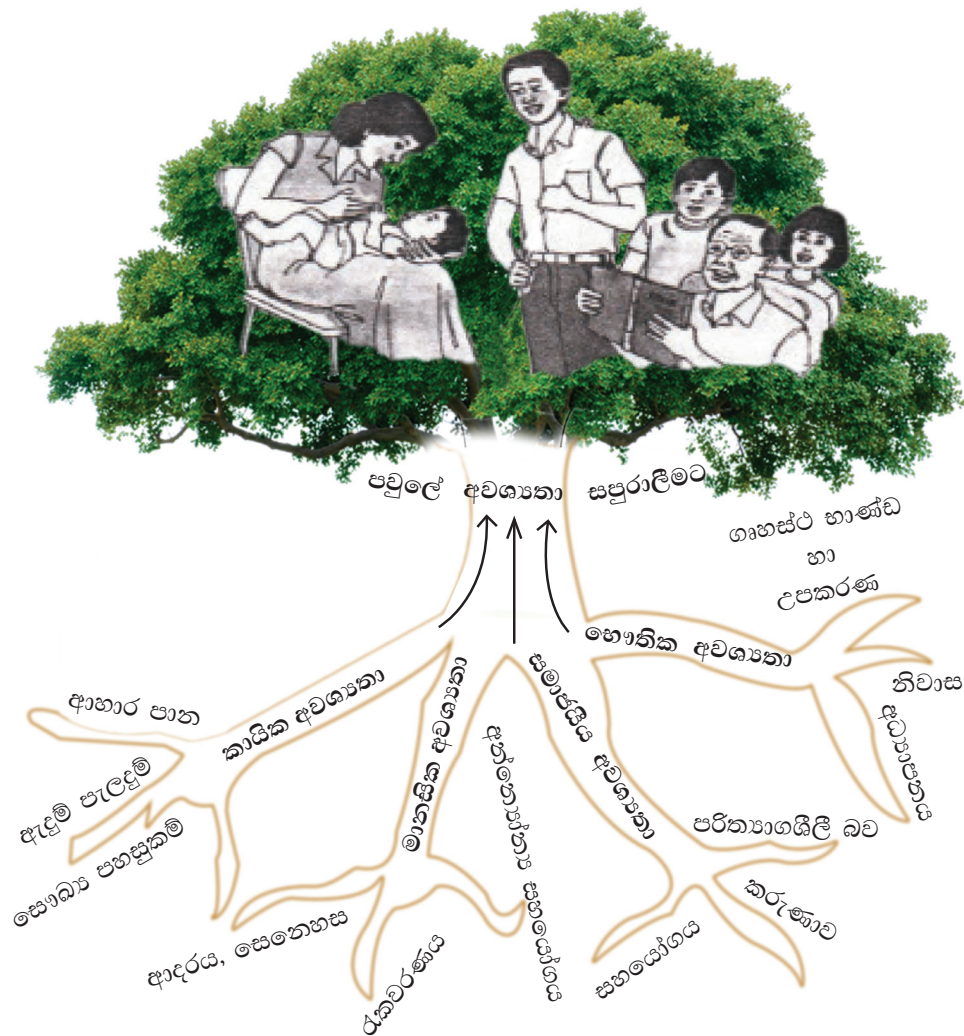 පවුලේ අවශ්‍යතා සපුරාලීමට
ගෘහස්ථ භාණ්ඩ
හා
උපකරණ
භෞතික අවශ්‍යතා
නිවාස
අධ්‍යාපනය
කායික අවශ්‍යතා
ආහාර පාන
ඇඳුම් පැලඳුම්
සෞඛ්‍ය පහසුකම්
මානසික අවශ්‍යතා
ආදරය, සෙනෙහස
රැකවරණය
අන්‍යෝන්‍ය සහයෝගය
සමාජයීය අවශ්‍යතා
පරිත්‍යාගශීලී බව
කරුණාව
සහයෝගය